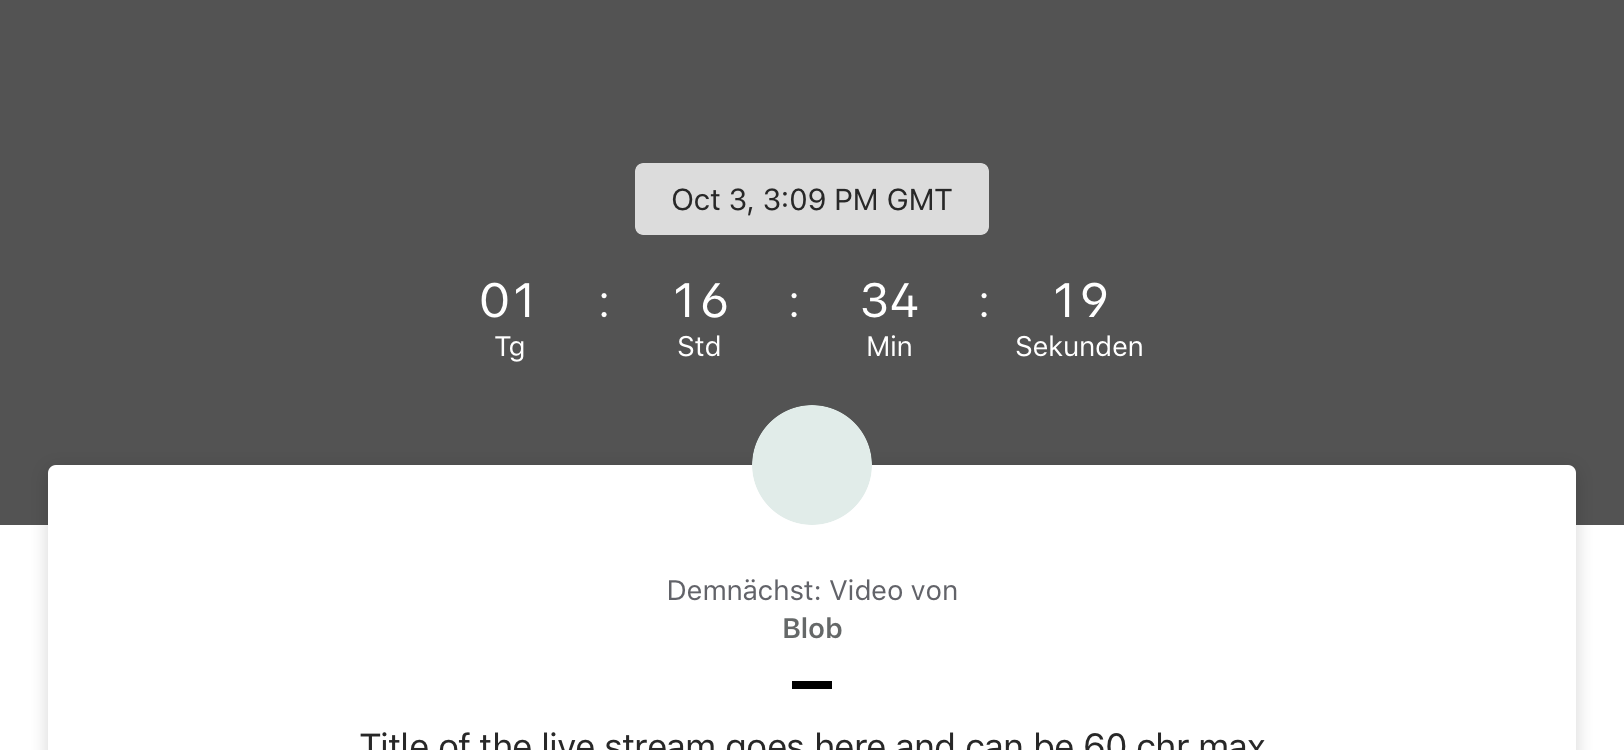 Oct 3, 3:09 PM GMT
01 : 16 : 34 : 19
Tg Std Min Sekunden
Demnächst: Video von
Blob
Title of the live stream goes here and can be 60 chr max